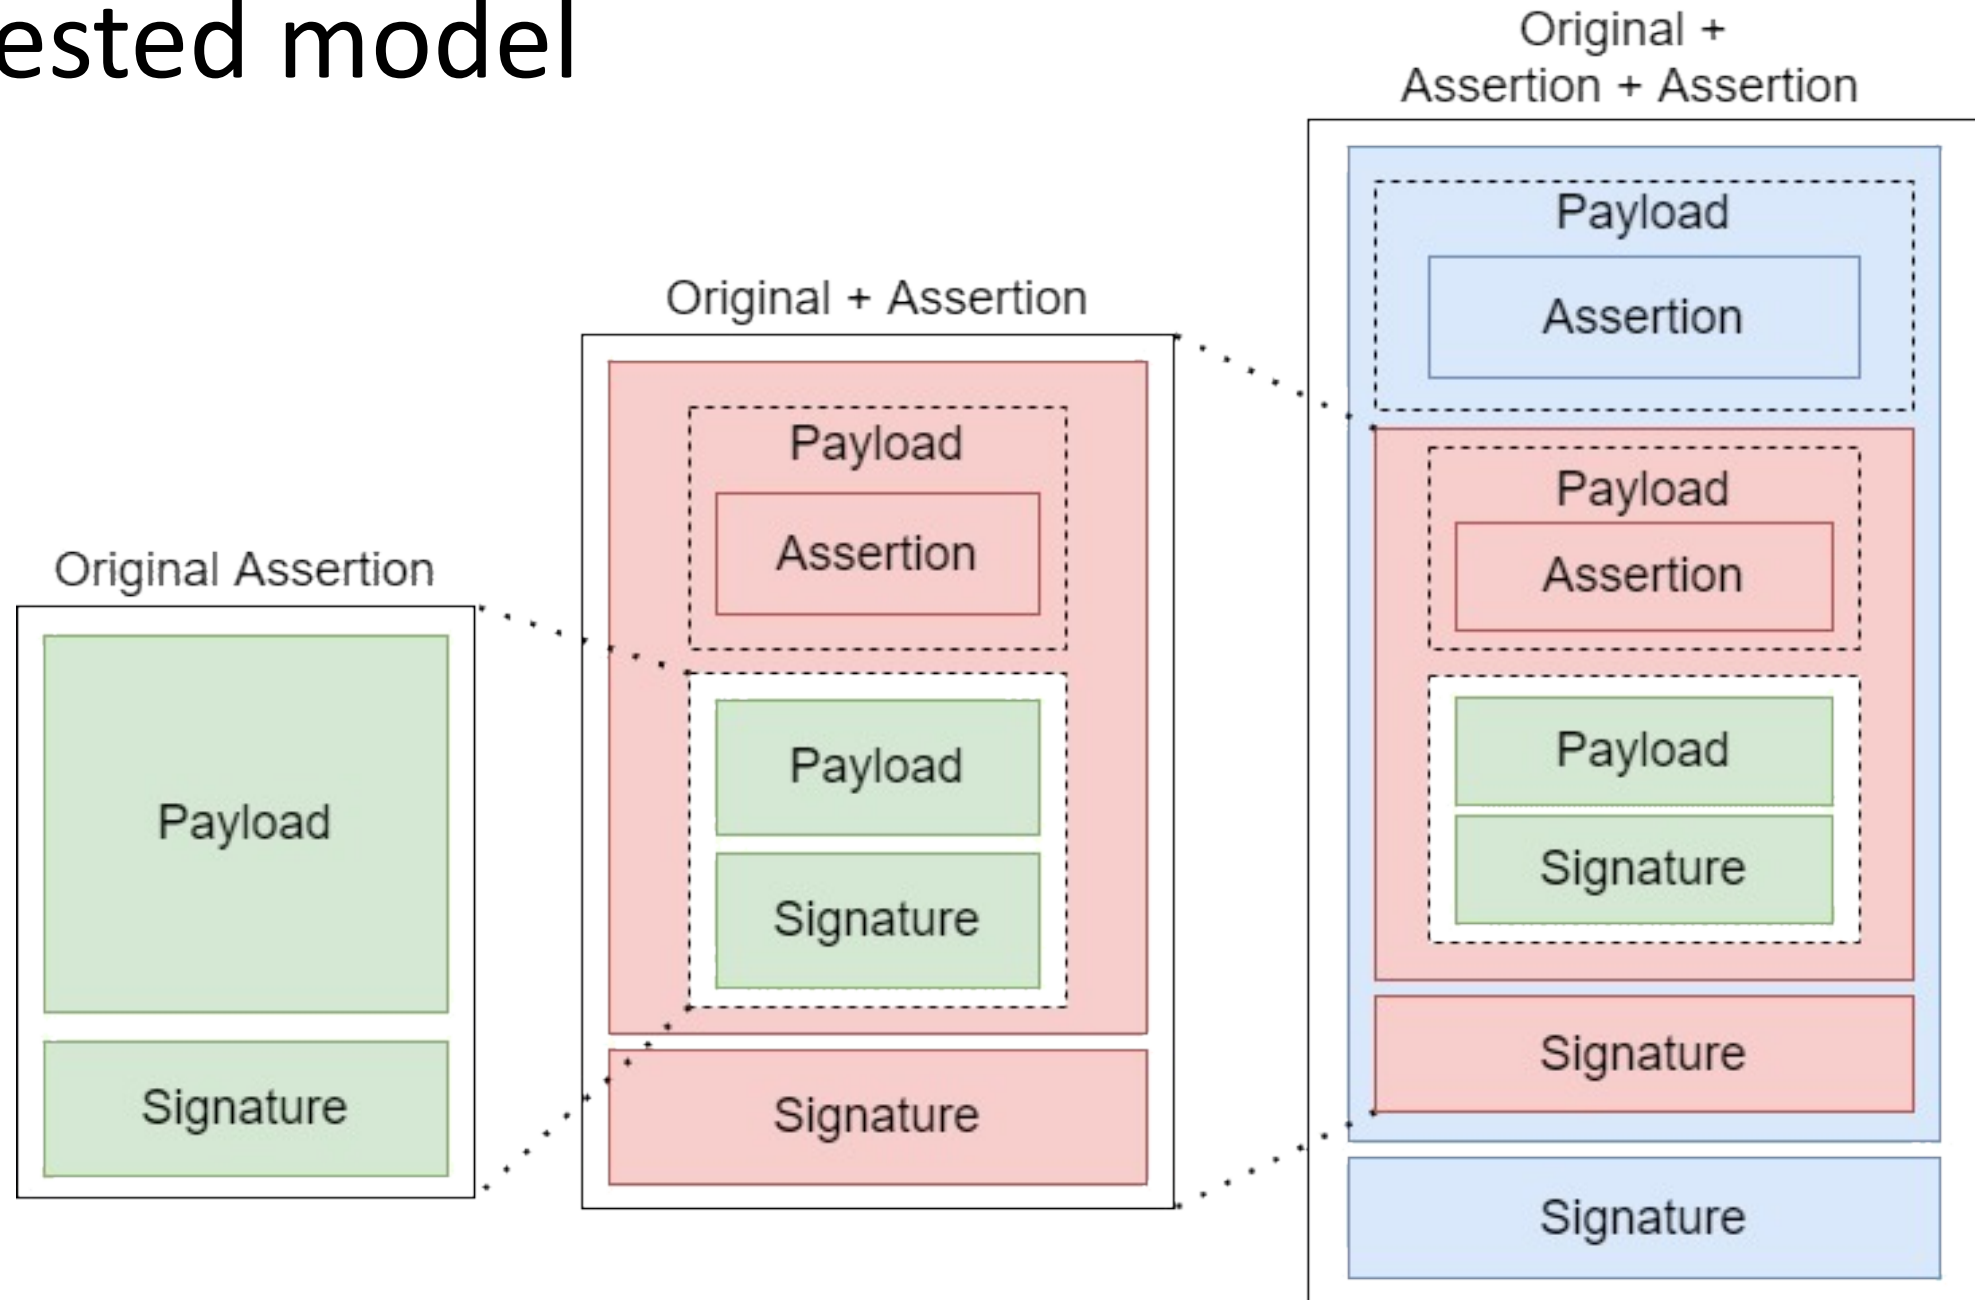 ested model
Original Assertion
Payload
Signature
Original + Assertion
Payload
Assertion
Payload
Signature
Signature
Original +
Assertion + Assertion
Payload
Assertion
Payload
Assertion
Payload
Signature
Signature
Signature